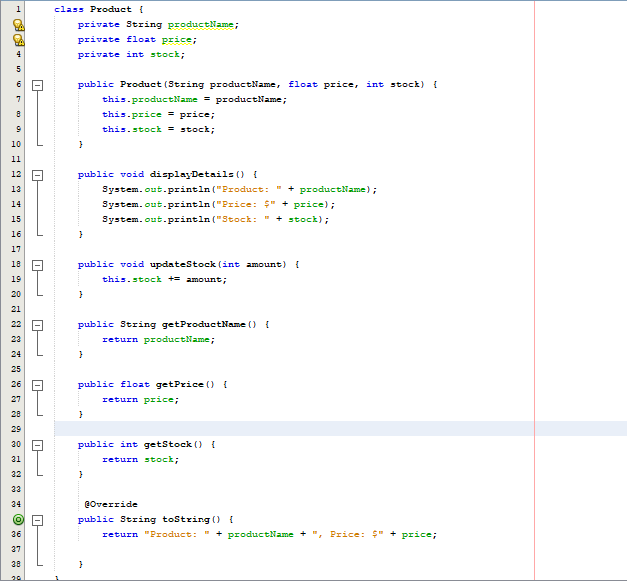 1 class Product {
private String productName;
private float price;
4 private int stock;
5
6 public Product(String productName, float price, int stock) {
7 this.productName = productName;
8 this.price = price;
9 this.stock = stock;
10 }
11
12 public void displayDetails() {
13 System.out.println("Product: " + productName);
14 System.out.println("Price: $" + price);
15 System.out.println("Stock: " + stock);
16 }
17
18 public void updateStock(int amount) {
19 this.stock += amount;
20 }
21
22 public String getProductName() {
23 return productName;
24 }
25
26 public float getPrice() {
27 return price;
28 }
29
30 public int getStock() {
31 return stock;
32 }
33
34 @Override
public String toString() {
36 return "Product: " + productName + ", Price: $" + price;
37
38 }
39 }